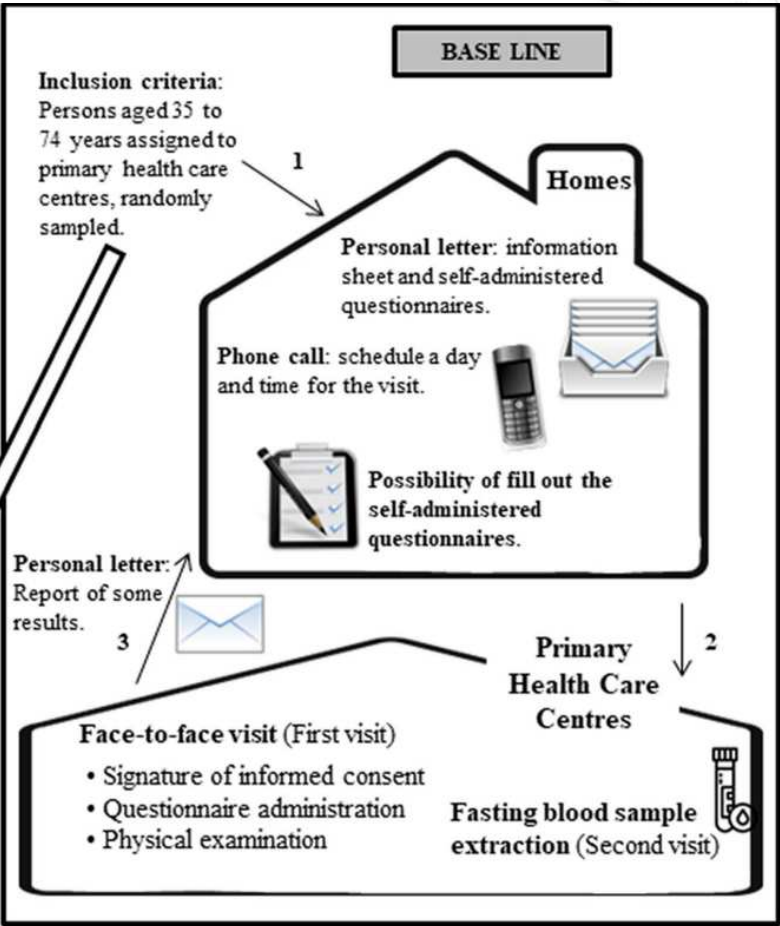 BASE LINE
Inclusion criteria:
Persons aged 35 to
74 years assigned to
primary health care
centres, randomly
sampled.
1
Homes
Personal letter: information
sheet and self-administered
questionnaires.
Phone call: schedule a day
and time for the visit.
Possibility of fill out the
self-administered
questionnaires.
Personal letter:
Report of some
results.
3
2
Primary
Health Care
Centres
Face-to-face visit (First visit)
• Signature of informed consent
• Questionnaire administration
• Physical examination
Fasting blood sample
extraction (Second visit)